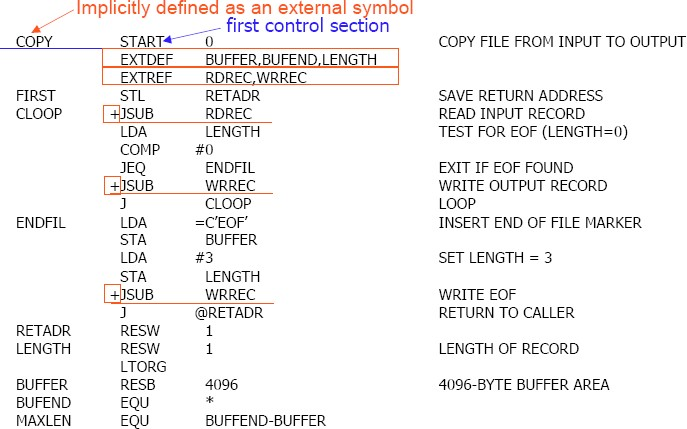 Implicitly defined as an external symbol
first control section
COPY START 0 COPY FILE FROM INPUT TO OUTPUT
EXTDEF BUFFER,BUFEND,LENGTH
EXTREF RDREC,WRREC
FIRST STL RETADR SAVE RETURN ADDRESS
CLOOP +JSUB RDREC READ INPUT RECORD
LDA LENGTH TEST FOR EOF (LENGTH=0)
COMP #0
JEQ ENDFIL EXIT IF EOF FOUND
+JSUB WRREC WRITE OUTPUT RECORD
J CLOOP LOOP
ENDFIL LDA =C’EOF’ INSERT END OF FILE MARKER
STA BUFFER
LDA #3 SET LENGTH = 3
STA LENGTH
+JSUB WRREC WRITE EOF
J @RETADR RETURN TO CALLER
RETADR RESW 1
LENGTH RESW 1 LENGTH OF RECORD
LTORG
BUFFER RESB 4096 4096-BYTE BUFFER AREA
BUFEND EQU *
MAXLEN EQU BUFFEND-BUFFER